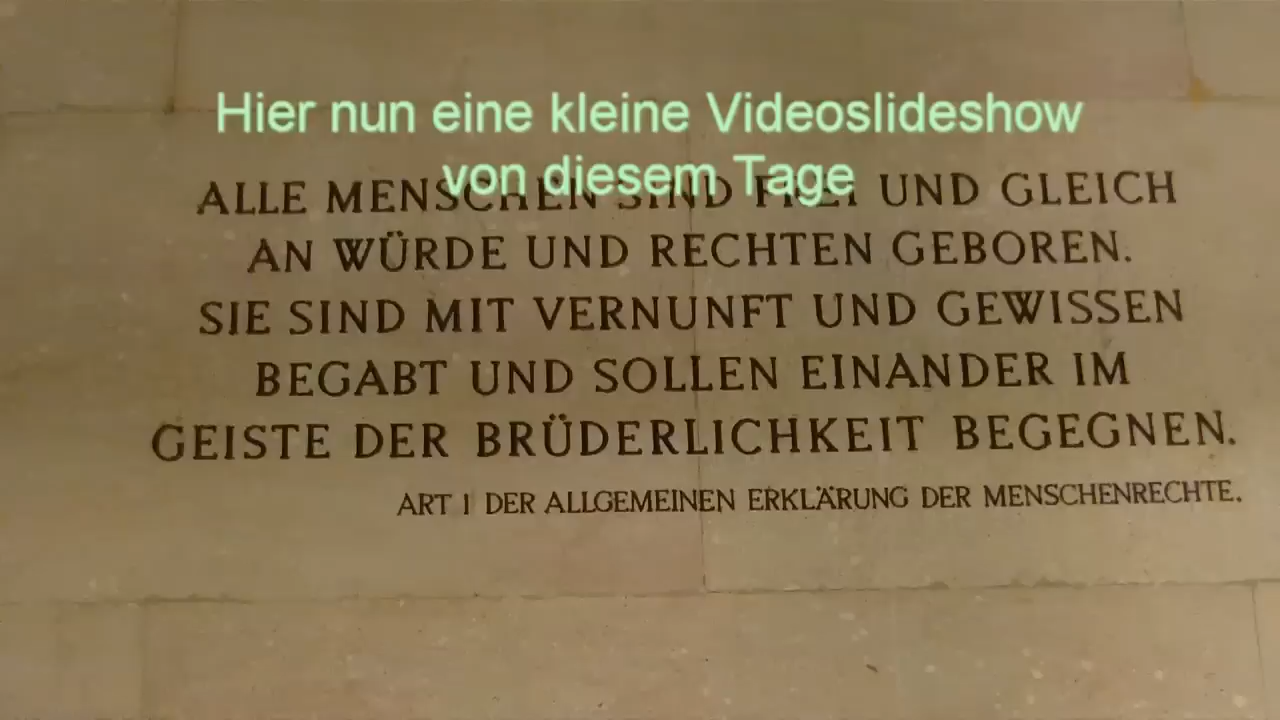 Hier nun eine kleine Videoslideshow
von diesem Tage
ALLE MENSCHEN SIND FREI UND GLEICH
AN WÜRDE UND RECHTEN GEBOREN.
SIE SIND MIT VERNUNFT UND GEWISSEN
BEGABT UND SOLLEN EINANDER IM
GEISTE DER BRÜDERLICHKEIT BEGEGNEN.
ART I DER ALLGEMEINEN ERKLÄRUNG DER MENSCHENRECHTE.